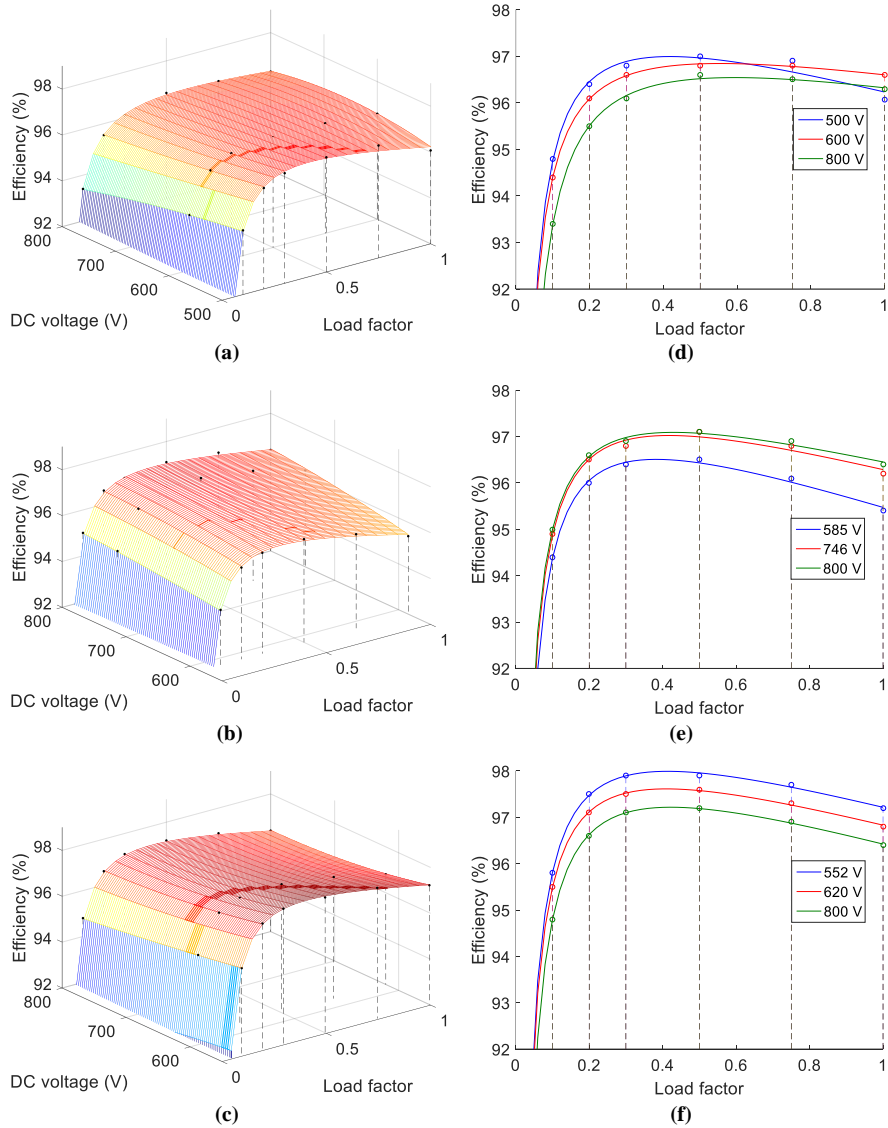 98
96
94
92
Efficiency (%)
800
700
600
500
DC voltage (V)
0
0.5
1
Load factor
(a)
98
97
96
95
94
93
92
Efficiency (%)
0
0.2
0.4
0.6
0.8
1
Load factor
500 V
600 V
800 V
(d)
98
96
94
92
Efficiency (%)
800
700
600
DC voltage (V)
0
0.5
1
Load factor
(b)
98
97
96
95
94
93
92
Efficiency (%)
0
0.2
0.4
0.6
0.8
1
Load factor
585 V
746 V
800 V
(e)
98
96
94
92
Efficiency (%)
800
700
600
DC voltage (V)
0
0.5
1
Load factor
(c)
98
97
96
95
94
93
92
Efficiency (%)
0
0.2
0.4
0.6
0.8
1
Load factor
552 V
620 V
800 V
(f)